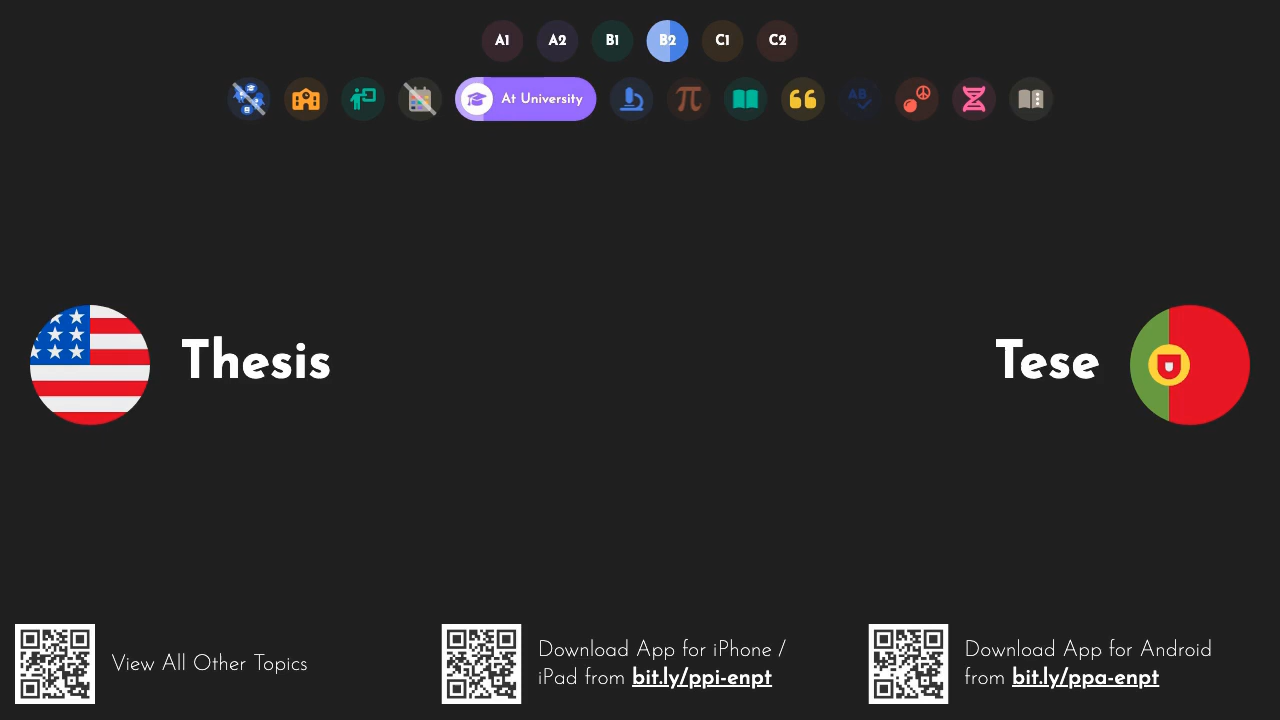 A1 A2 B1 B2 C1 C2
At University
AB
Thesis
Tese
View All Other Topics
Download App for iPhone /
iPad from bit.ly/ppi-enpt
Download App for Android
from bit.ly/ppa-enpt